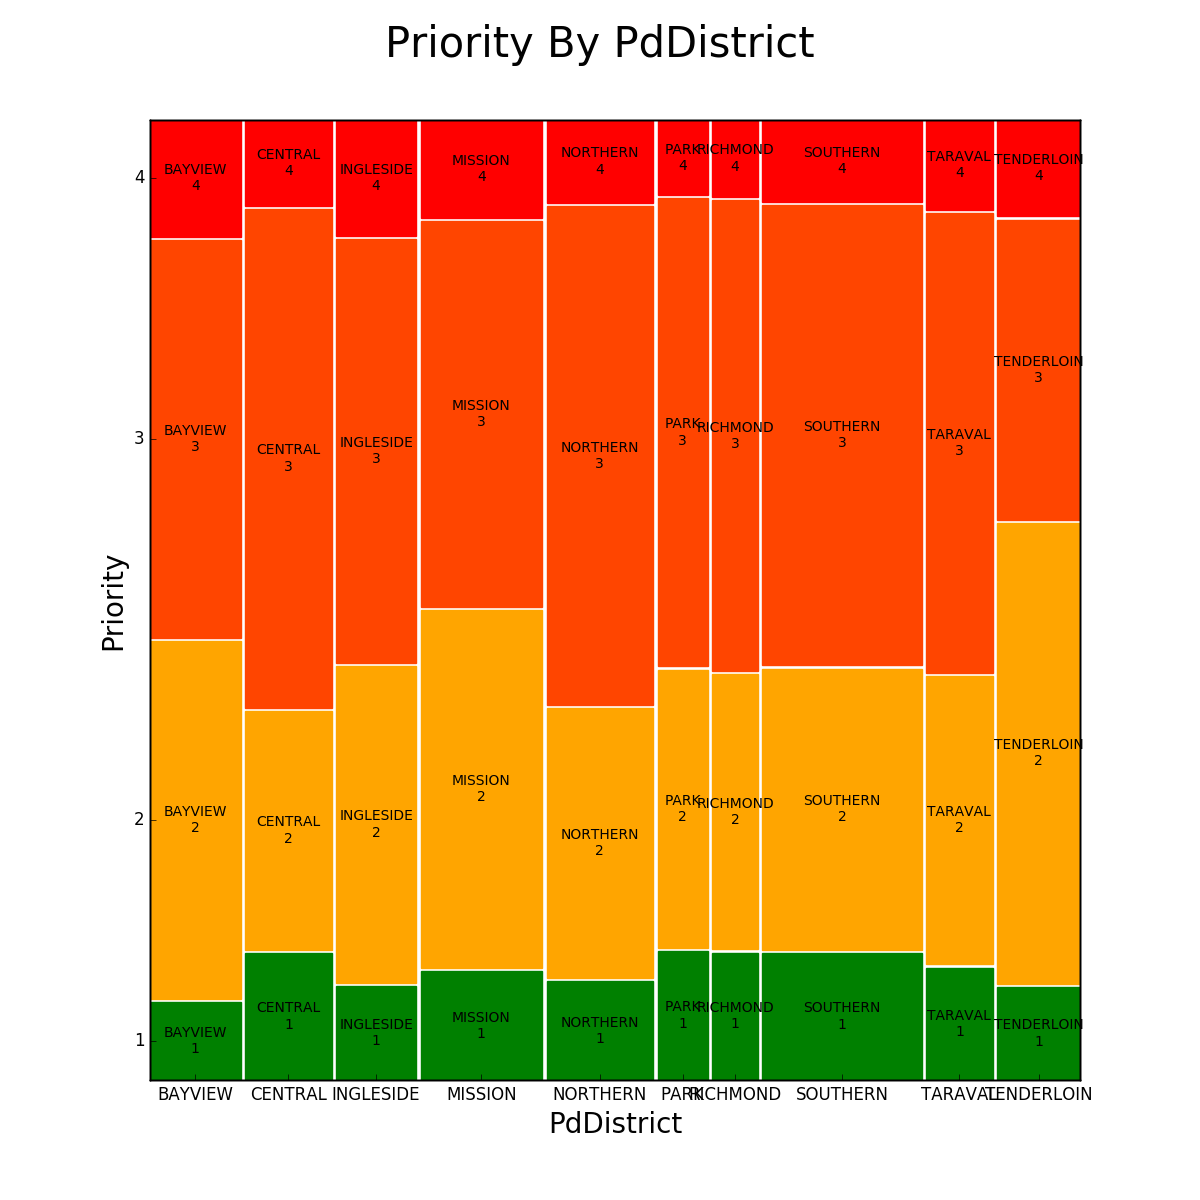 Priority By PdDistrict
BAYVIEW
4
CENTRAL
4
INGLESIDE
4
MISSION
4
NORTHERN
4
PARK
4
RICHMOND
4
SOUTHERN
4
TARAVAL
4
TENDERLOIN
4
BAYVIEW
3
CENTRAL
3
INGLESIDE
3
MISSION
3
NORTHERN
3
PARK
3
RICHMOND
3
SOUTHERN
3
TARAVAL
3
TENDERLOIN
3
BAYVIEW
2
CENTRAL
2
INGLESIDE
2
MISSION
2
NORTHERN
2
PARK
2
RICHMOND
2
SOUTHERN
2
TARAVAL
2
TENDERLOIN
2
BAYVIEW
1
CENTRAL
1
INGLESIDE
1
MISSION
1
NORTHERN
1
PARK
1
RICHMOND
1
SOUTHERN
1
TARAVAL
1
TENDERLOIN
1
4
3
2
1
Priority
BAYVIEW CENTRAL INGLESIDE MISSION NORTHERN PARK RICHMOND SOUTHERN TARAVAL TENDERLOIN
PdDistrict